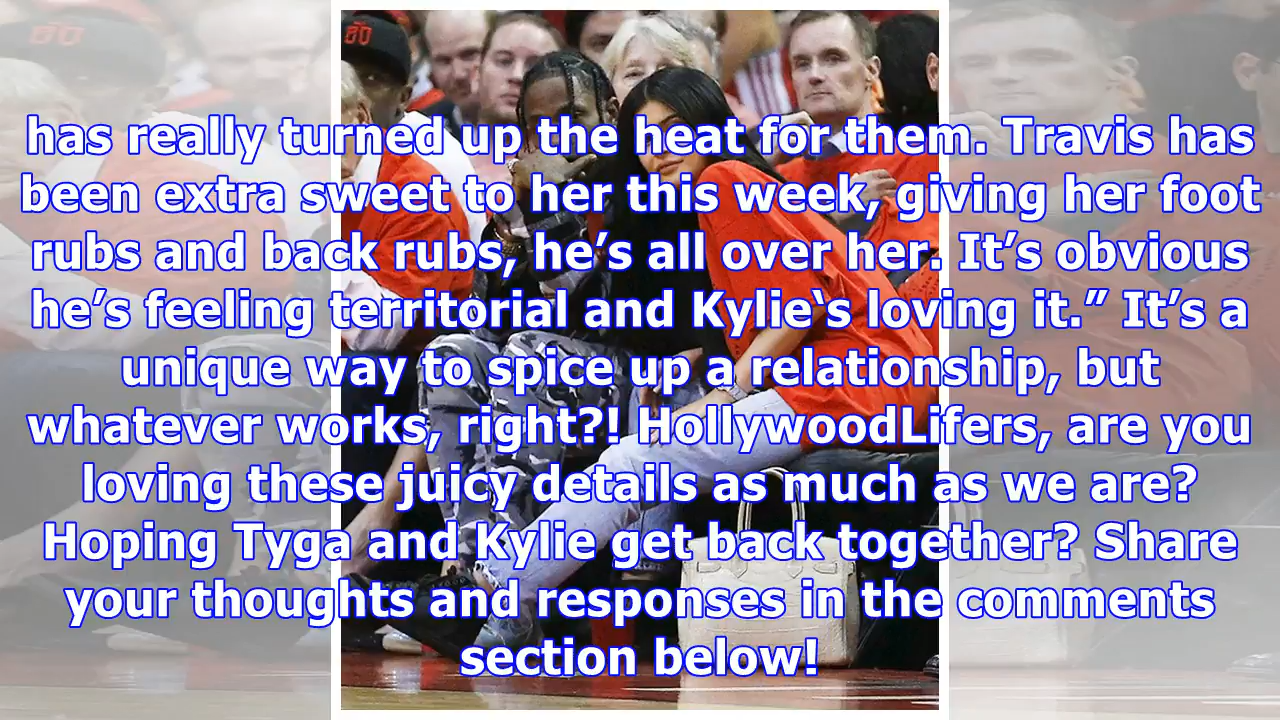 has really turned up the heat for them. Travis has
been extra sweet to her this week, giving her foot
rubs and back rubs, he’s all over her. It’s obvious
he’s feeling territorial and Kylie‘s loving it.” It’s a
unique way to spice up a relationship, but
whatever works, right?! HollywoodLifers, are you
loving these juicy details as much as we are?
Hoping Tyga and Kylie get back together? Share
your thoughts and responses in the comments
section below!